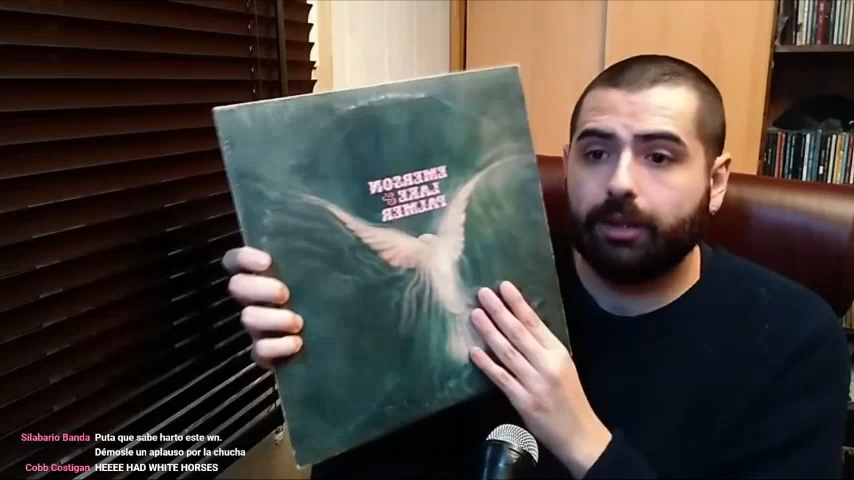 EMERSON
LAKE &
PALMER
Silabario Banda Puta que sabe harto este wn.
Démosle un aplauso por la chucha
Cobb Costigan HEEEE HAD WHITE HORSES